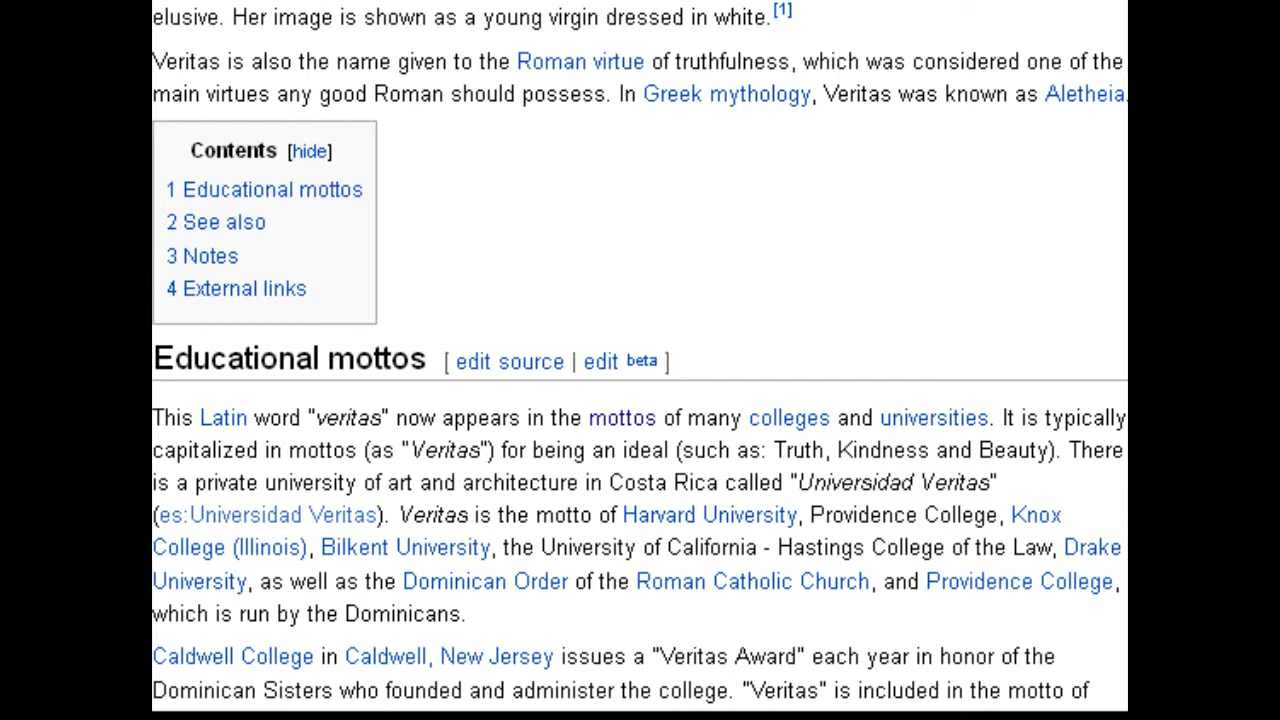 elusive. Her image is shown as a young virgin dressed in white.[1]
Veritas is also the name given to the Roman virtue of truthfulness, which was considered one of the
main virtues any good Roman should possess. In Greek mythology, Veritas was known as Aletheia.
Contents [hide]
1 Educational mottos
2 See also
3 Notes
4 External links
Educational mottos [ edit source | edit beta ]
This Latin word "veritas" now appears in the mottos of many colleges and universities. It is typically
capitalized in mottos (as "Veritas") for being an ideal (such as: Truth, Kindness and Beauty). There
is a private university of art and architecture in Costa Rica called "Universidad Veritas"
(es:Universidad Veritas). Veritas is the motto of Harvard University, Providence College, Knox
College (Illinois), Bilkent University, the University of California - Hastings College of the Law, Drake
University, as well as the Dominican Order of the Roman Catholic Church, and Providence College,
which is run by the Dominicans.
Caldwell College in Caldwell, New Jersey issues a "Veritas Award" each year in honor of the
Dominican Sisters who founded and administer the college. "Veritas" is included in the motto of